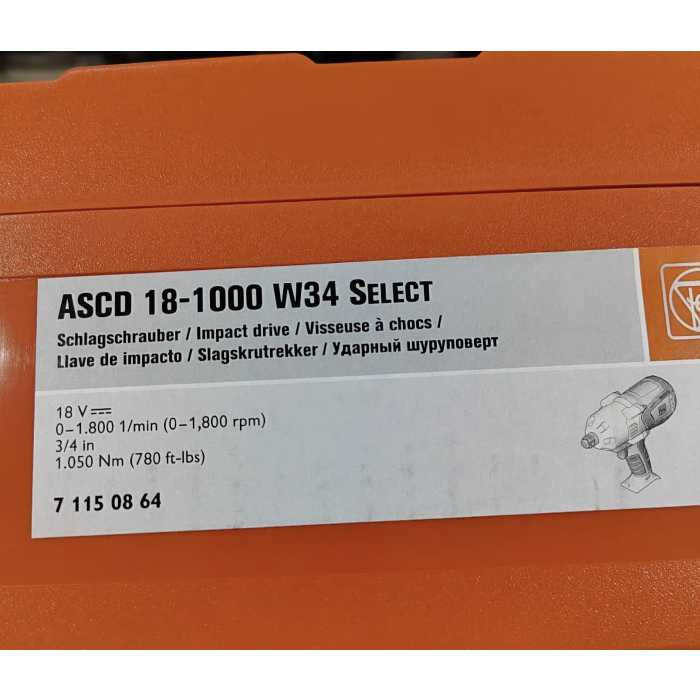 ASCD 18-1000 W34 SELECT
Schlagschrauber / Impact drive / Visseuse à chocs /
Llave de impacto / Slagskrutrekker / Ударный шуруповерт
18 V
0–1.800 1/min (0–1,800 rpm)
3/4 in
1.050 Nm (780 ft-lbs)
7 115 08 64